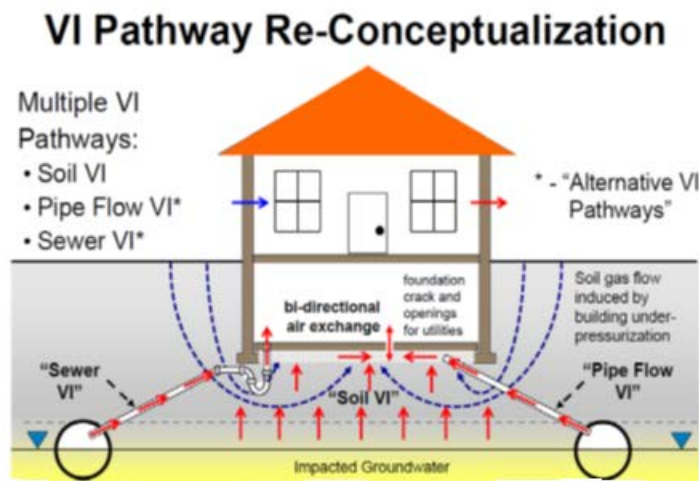 VI Pathway Re-Conceptualization
Multiple VI
Pathways:
• Soil VI
• Pipe Flow VI*
• Sewer VI*
* - “Alternative VI
Pathways”
bi-directional
air exchange
foundation
crack and
openings
for utilities
Soil gas flow
induced by
building under-
pressurization
“Sewer
VI”
“Soil VI”
“Pipe Flow
VI”
Impacted Groundwater